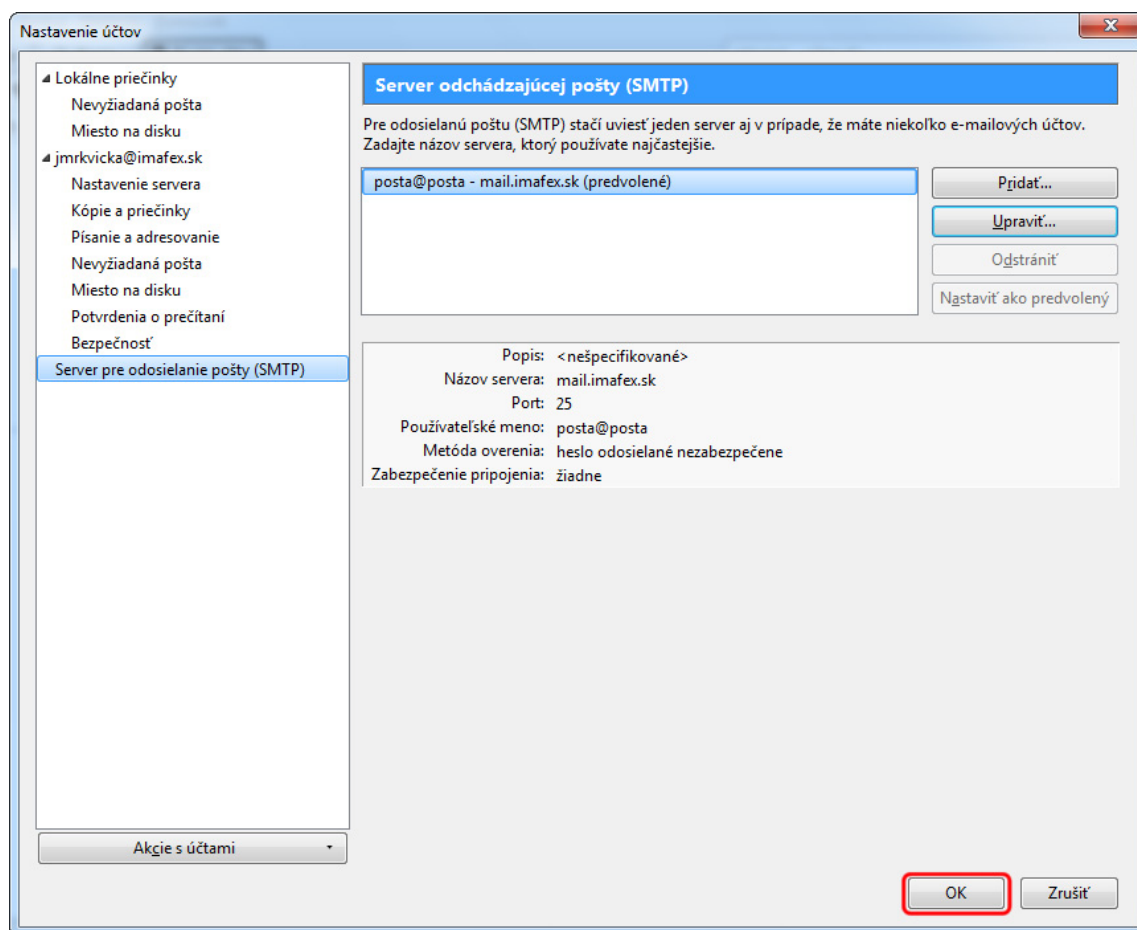 Nastavenie účtov
Lokálne priečinky
Nevyžiadaná pošta
Miesto na disku
jmrkvicka@imafex.sk
Nastavenie servera
Kópie a priečinky
Písanie a adresovanie
Nevyžiadaná pošta
Miesto na disku
Potvrdenia o prečítaní
Bezpečnosť
Server pre odosielanie pošty (SMTP)
Akcie s účtami
Server odchádzajúcej pošty (SMTP)
Pre odosielanú poštu (SMTP) stačí uviesť jeden server aj v prípade, že máte niekoľko e-mailových účtov.
Zadajte názov servera, ktorý používate najčastejšie.
posta@posta - mail.imafex.sk (predvolené)
Pridať...
Upraviť...
Odstrániť
Nastaviť ako predvolený
Popis: <nešpecifikované>
Názov servera: mail.imafex.sk
Port: 25
Používateľské meno: posta@posta
Metóda overenia: heslo odosielané nezabezpečene
Zabezpečenie pripojenia: žiadne
OK
Zrušiť